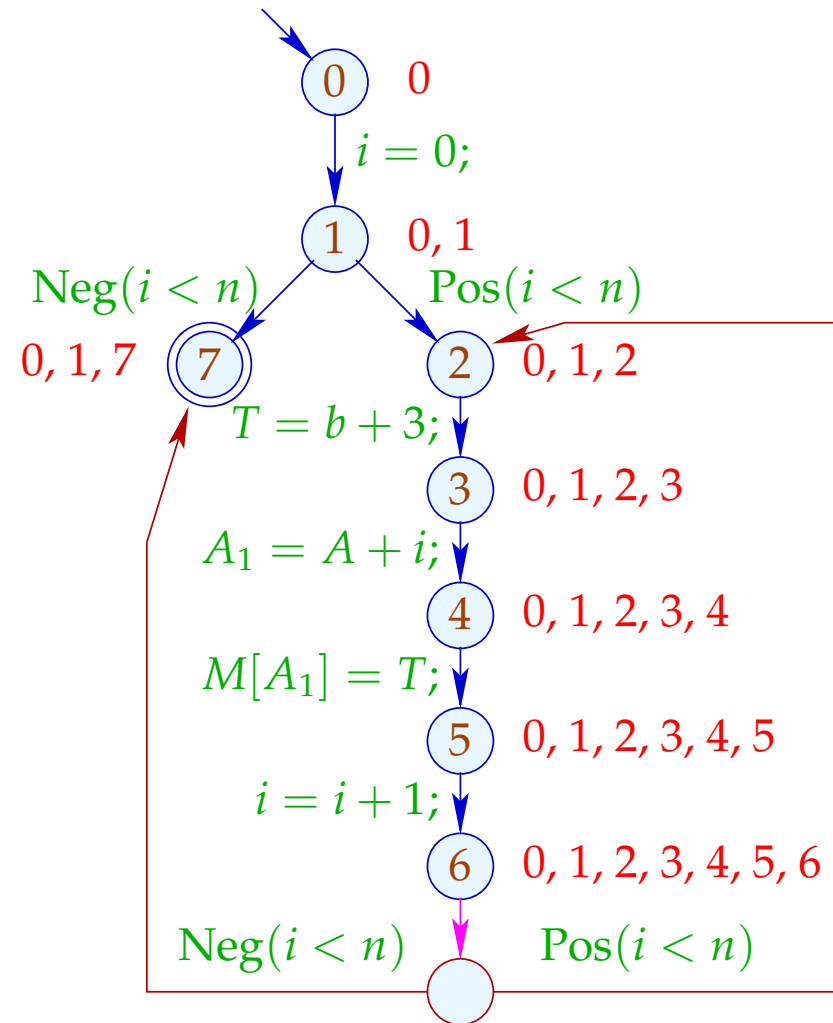 0 0
i = 0;
1 0, 1
Neg(i < n) Pos(i < n)
0, 1, 7 7 2 0, 1, 2
T = b + 3;
3 0, 1, 2, 3
A₁ = A + i;
4 0, 1, 2, 3, 4
M[A₁] = T;
5 0, 1, 2, 3, 4, 5
i = i + 1;
6 0, 1, 2, 3, 4, 5, 6
Neg(i < n) Pos(i < n)